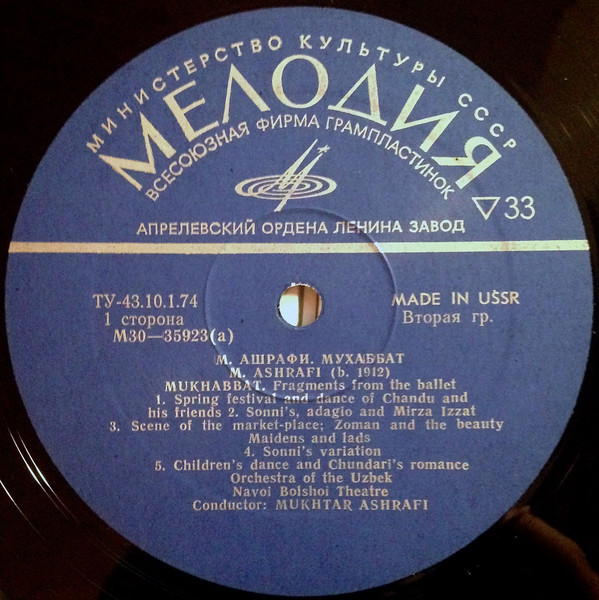 МИНИСТЕРСТВО КУЛЬТУРЫ СССР
МЕЛОДИЯ
ВСЕСОЮЗНАЯ ФИРМА ГРАМПЛАСТИНОК
▽33
АПРЕЛЕВСКИЙ ОРДЕНА ЛЕНИНА ЗАВОД
ТУ-43.10.1.74
MADE IN USSR
1 сторона
Вторая гр.
М30—35923(а)
М. АШРАФИ. МУХАББАТ
M. ASHRAFI (b. 1912)
MUKHABBAT. Fragments from the ballet
1. Spring festival and dance of Chandu and
his friends 2. Sonni's, adagio and Mirza Izzat
3. Scene of the market-place; Zoman and the beauty
Maidens and lads
4. Sonni's variation
5. Children's dance and Chundari's romance
Orchestra of the Uzbek
Navoi Bolshoi Theatre
Conductor: MUKHTAR ASHRAFI